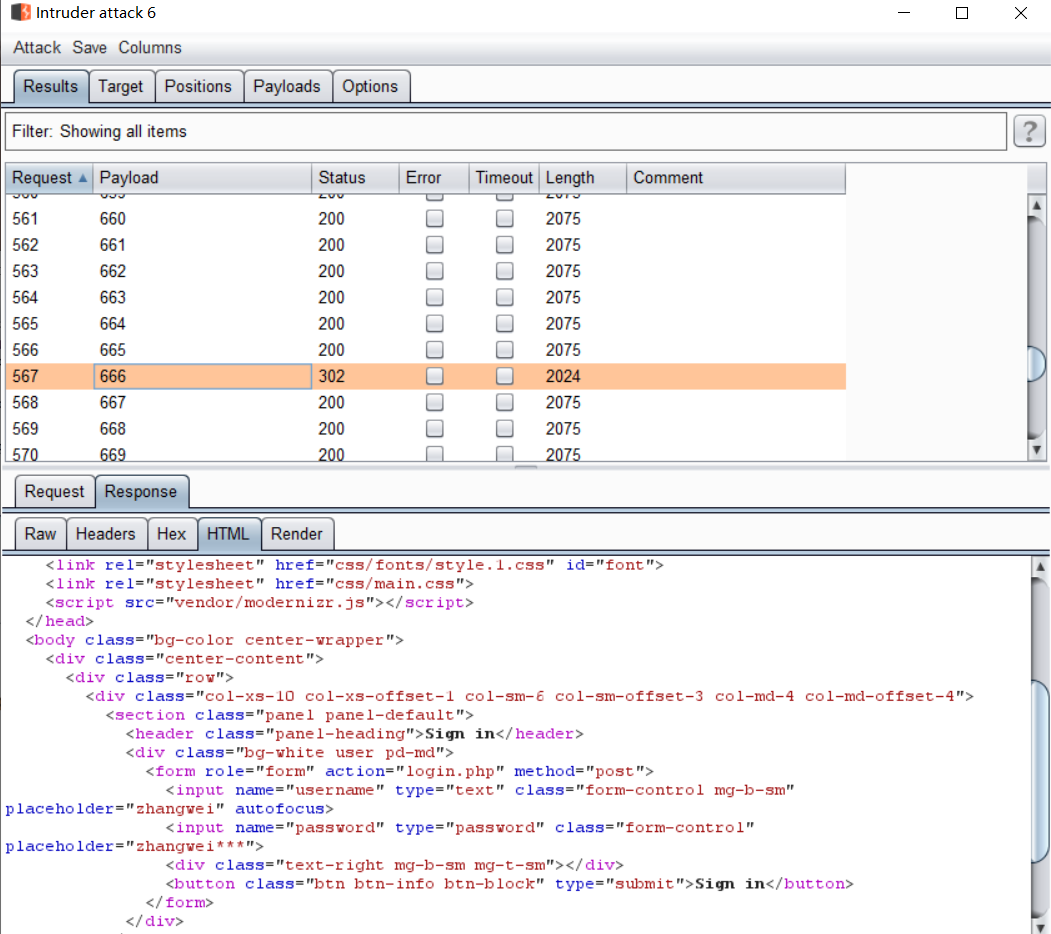 Intruder attack 6
Attack Save Columns
Results Target Positions Payloads Options
Filter: Showing all items
?
Request Payload Status Error Timeout Length Comment
560 659 200 2075
561 660 200 2075
562 661 200 2075
563 662 200 2075
564 663 200 2075
565 664 200 2075
566 665 200 2075
567 666 302 2024
568 667 200 2075
569 668 200 2075
570 669 200 2075
Request Response
Raw Headers Hex HTML Render
<link rel="stylesheet" href="css/fonts/style.1.css" id="font">
<link rel="stylesheet" href="css/main.css">
<script src="vendor/modernizr.js"></script>
</head>
<body class="bg-color center-wrapper">
<div class="center-content">
<div class="row">
<div class="col-xs-10 col-xs-offset-1 col-sm-6 col-sm-offset-3 col-md-4 col-md-offset-4">
<section class="panel panel-default">
<header class="panel-heading">Sign in</header>
<div class="bg-white user pd-md">
<form role="form" action="login.php" method="post">
<input name="username" type="text" class="form-control mg-b-sm"
placeholder="zhangwei" autofocus>
<input name="password" type="password" class="form-control"
placeholder="zhangwei***">
<div class="text-right mg-b-sm mg-t-sm"></div>
<button class="btn btn-info btn-block" type="submit">Sign in</button>
</form>
</div>